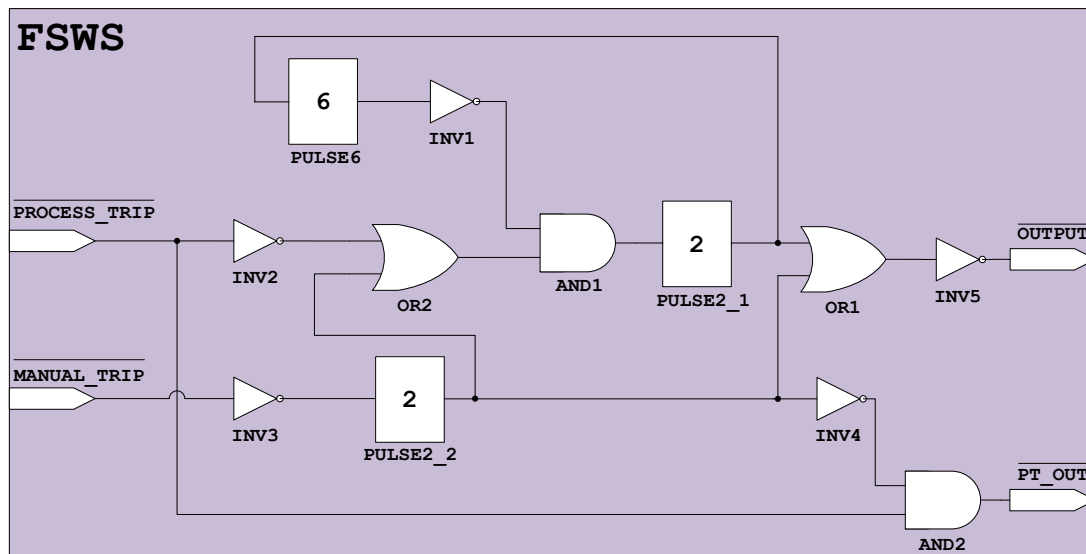 FSWS
6
INV1
PULSE6
PROCESS_TRIP
OUTPUT
2
INV2
AND1
INV5
OR2
PULSE2_1
OR1
MANUAL_TRIP
2
INV3
INV4
PULSE2_2
PT_OUT
AND2